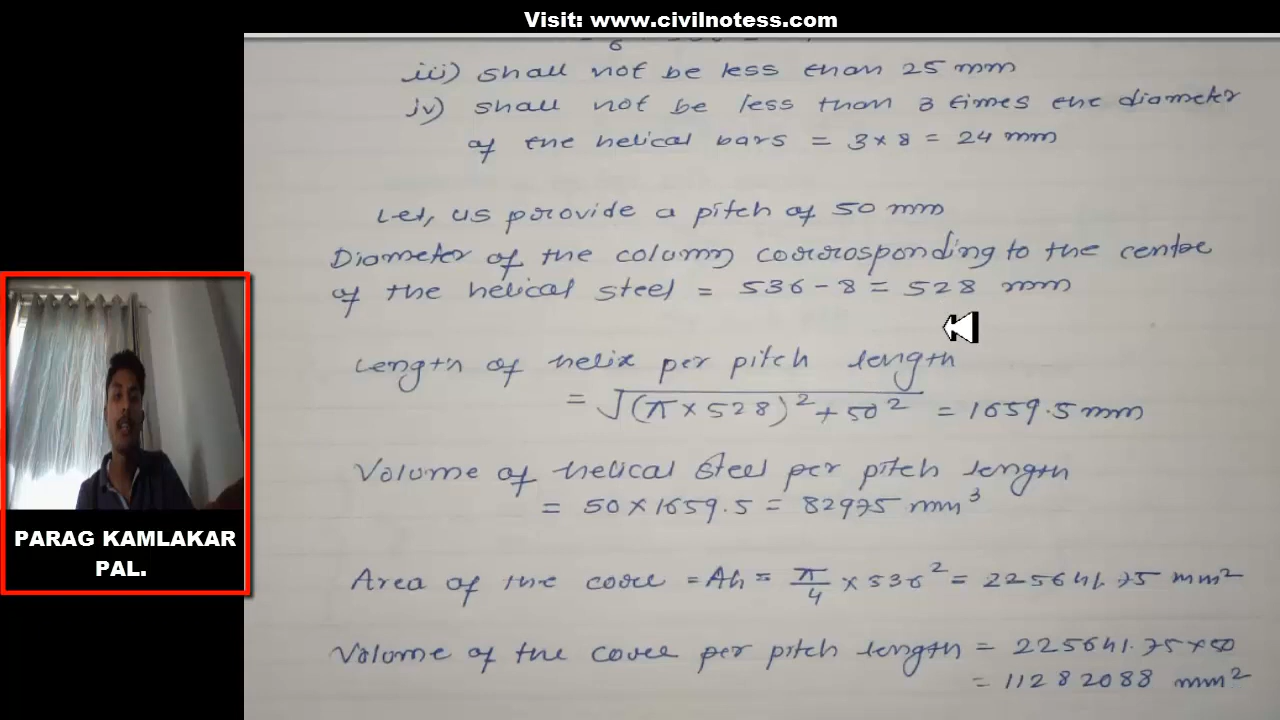 Visit: www.civilnotess.com
iii) shall not be less than 25 mm
iv) shall not be less than 3 times the diameter
of the helical bars = 3 x 8 = 24 mm
Let, us provide a pitch of 50 mm
Diameter of the column corrosponding to the centre
of the helical steel = 536 - 8 = 528 mm
Length of helix per pitch length
= √(π x 528)² + 50² = 1659.5 mm
Volume of helical steel per pitch length
= 50 x 1659.5 = 82975 mm³
Area of the core = Ah = π/4 x 536² = 225641.75 mm²
Volume of the core per pitch length = 225641.75 x 50
= 11282088 mm²
PARAG KAMLAKAR
PAL.